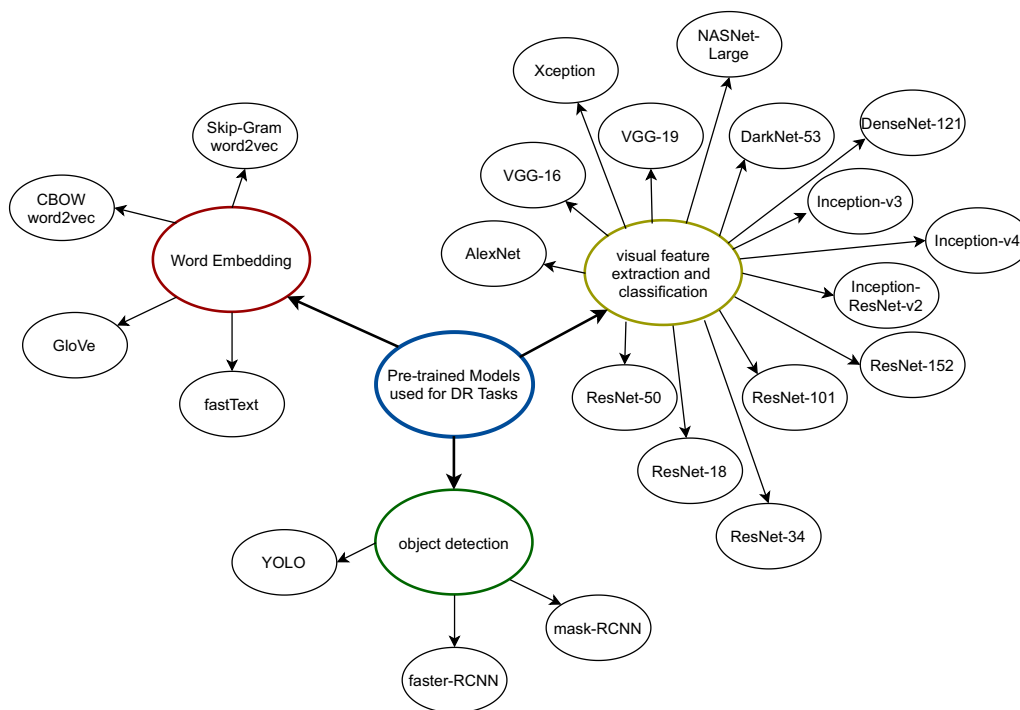 NASNet-
Large
Xception
Skip-Gram
word2vec
VGG-19
DarkNet-53
DenseNet-121
VGG-16
CBOW
word2vec
Inception-v3
Inception-v4
Word Embedding
AlexNet
visual feature
extraction and
classification
Inception-
ResNet-v2
GloVe
ResNet-152
Pre-trained Models
used for DR Tasks
fastText
ResNet-50
ResNet-101
ResNet-18
ResNet-34
object detection
YOLO
mask-RCNN
faster-RCNN